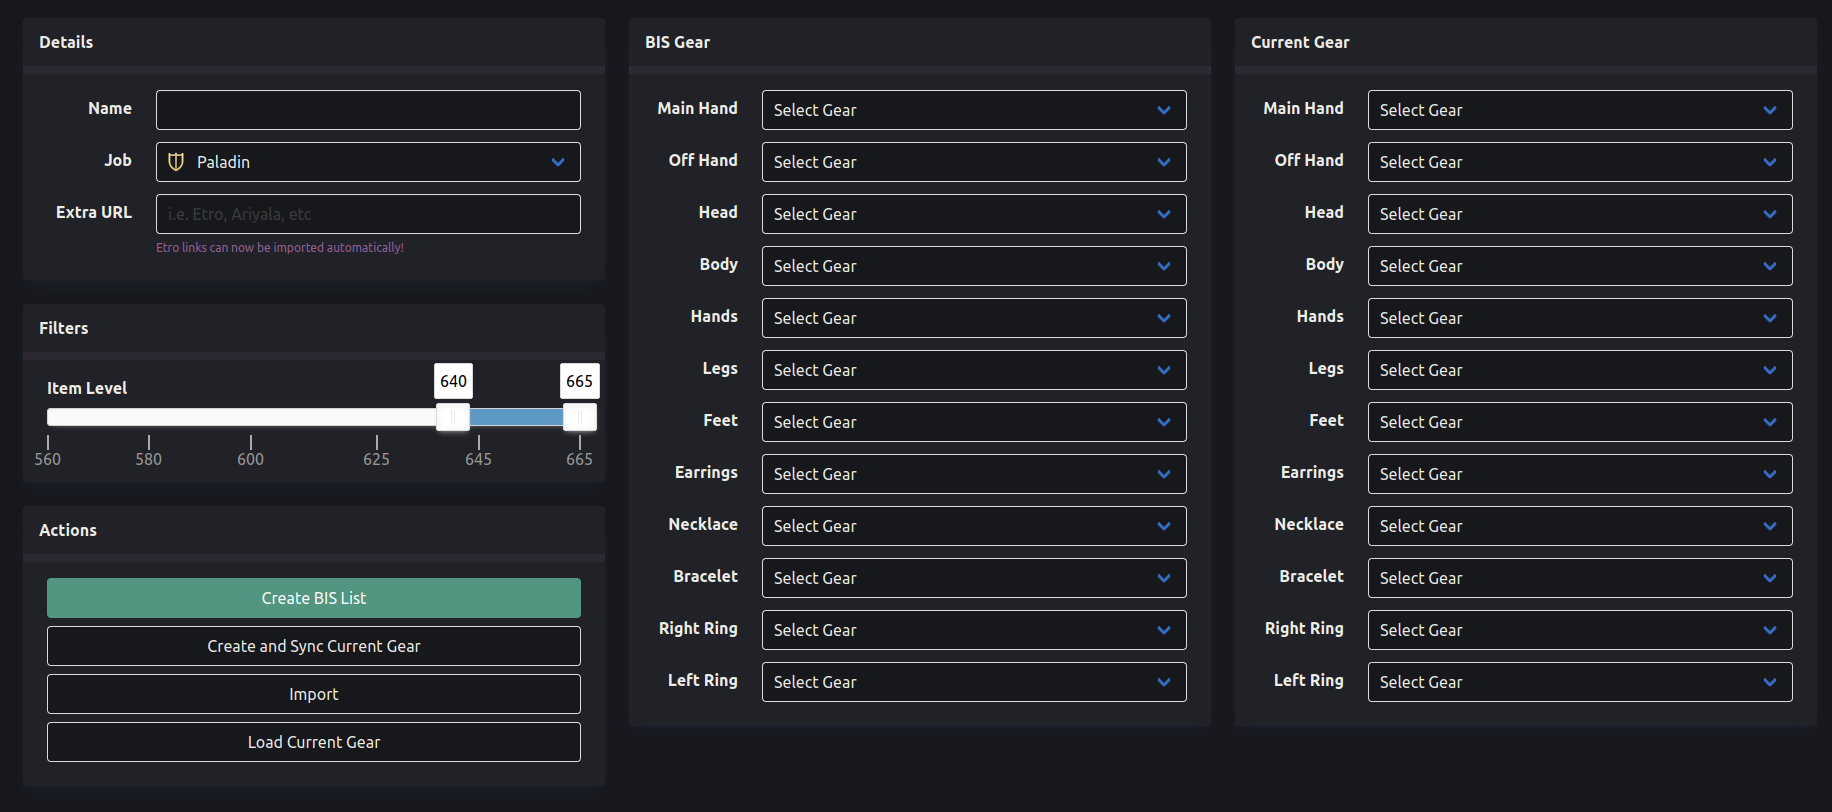 Details
Name
Job
Paladin
Extra URL
i.e. Etro, Ariyala, etc
Etro links can now be imported automatically!
Filters
Item Level
640
665
560 580 600 625 645 665
Actions
Create BIS List
Create and Sync Current Gear
Import
Load Current Gear
BIS Gear
Main Hand Select Gear
Off Hand Select Gear
Head Select Gear
Body Select Gear
Hands Select Gear
Legs Select Gear
Feet Select Gear
Earrings Select Gear
Necklace Select Gear
Bracelet Select Gear
Right Ring Select Gear
Left Ring Select Gear
Current Gear
Main Hand Select Gear
Off Hand Select Gear
Head Select Gear
Body Select Gear
Hands Select Gear
Legs Select Gear
Feet Select Gear
Earrings Select Gear
Necklace Select Gear
Bracelet Select Gear
Right Ring Select Gear
Left Ring Select Gear